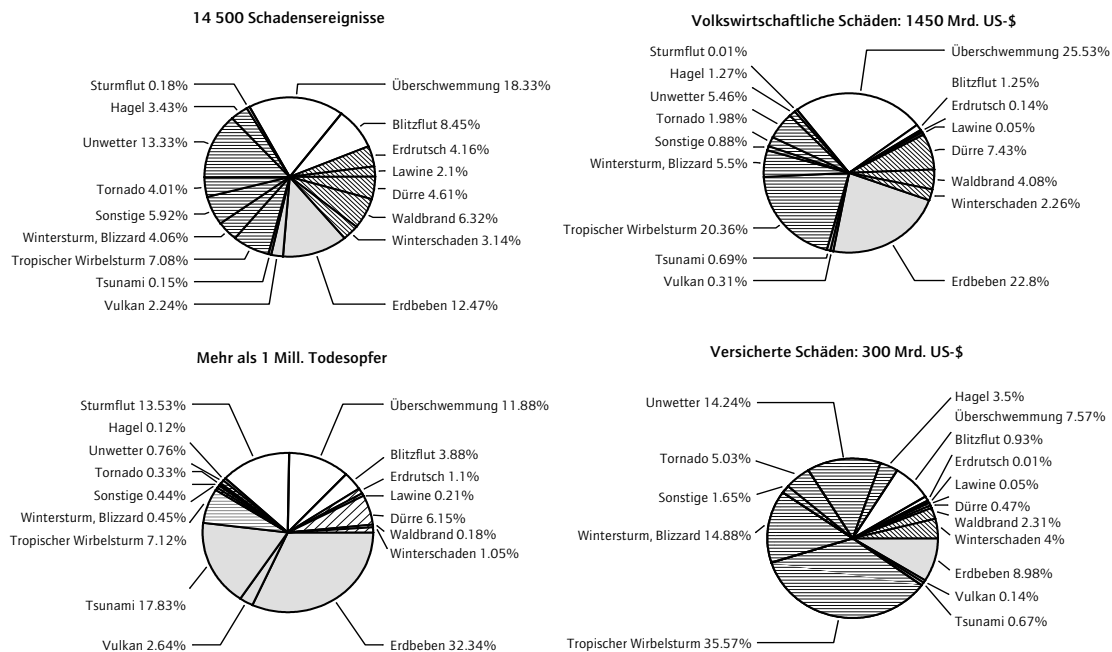 14 500 Schadensereignisse
Sturmflut 0.18%
Hagel 3.43%
Unwetter 13.33%
Tornado 4.01%
Sonstige 5.92%
Wintersturm, Blizzard 4.06%
Tropischer Wirbelsturm 7.08%
Tsunami 0.15%
Vulkan 2.24%
Überschwemmung 18.33%
Blitzflut 8.45%
Erdrutsch 4.16%
Lawine 2.1%
Dürre 4.61%
Waldbrand 6.32%
Winterschaden 3.14%
Erdbeben 12.47%
Volkswirtschaftliche Schäden: 1450 Mrd. US-$
Sturmflut 0.01%
Hagel 1.27%
Unwetter 5.46%
Tornado 1.98%
Sonstige 0.88%
Wintersturm, Blizzard 5.5%
Tropischer Wirbelsturm 20.36%
Tsunami 0.69%
Vulkan 0.31%
Überschwemmung 25.53%
Blitzflut 1.25%
Erdrutsch 0.14%
Lawine 0.05%
Dürre 7.43%
Waldbrand 4.08%
Winterschaden 2.26%
Erdbeben 22.8%
Mehr als 1 Mill. Todesopfer
Sturmflut 13.53%
Hagel 0.12%
Unwetter 0.76%
Tornado 0.33%
Sonstige 0.44%
Wintersturm, Blizzard 0.45%
Tropischer Wirbelsturm 7.12%
Tsunami 17.83%
Vulkan 2.64%
Überschwemmung 11.88%
Blitzflut 3.88%
Erdrutsch 1.1%
Lawine 0.21%
Dürre 6.15%
Waldbrand 0.18%
Winterschaden 1.05%
Erdbeben 32.34%
Versicherte Schäden: 300 Mrd. US-$
Unwetter 14.24%
Tornado 5.03%
Sonstige 1.65%
Wintersturm, Blizzard 14.88%
Tropischer Wirbelsturm 35.57%
Hagel 3.5%
Überschwemmung 7.57%
Blitzflut 0.93%
Erdrutsch 0.01%
Lawine 0.05%
Dürre 0.47%
Waldbrand 2.31%
Winterschaden 4%
Erdbeben 8.98%
Vulkan 0.14%
Tsunami 0.67%